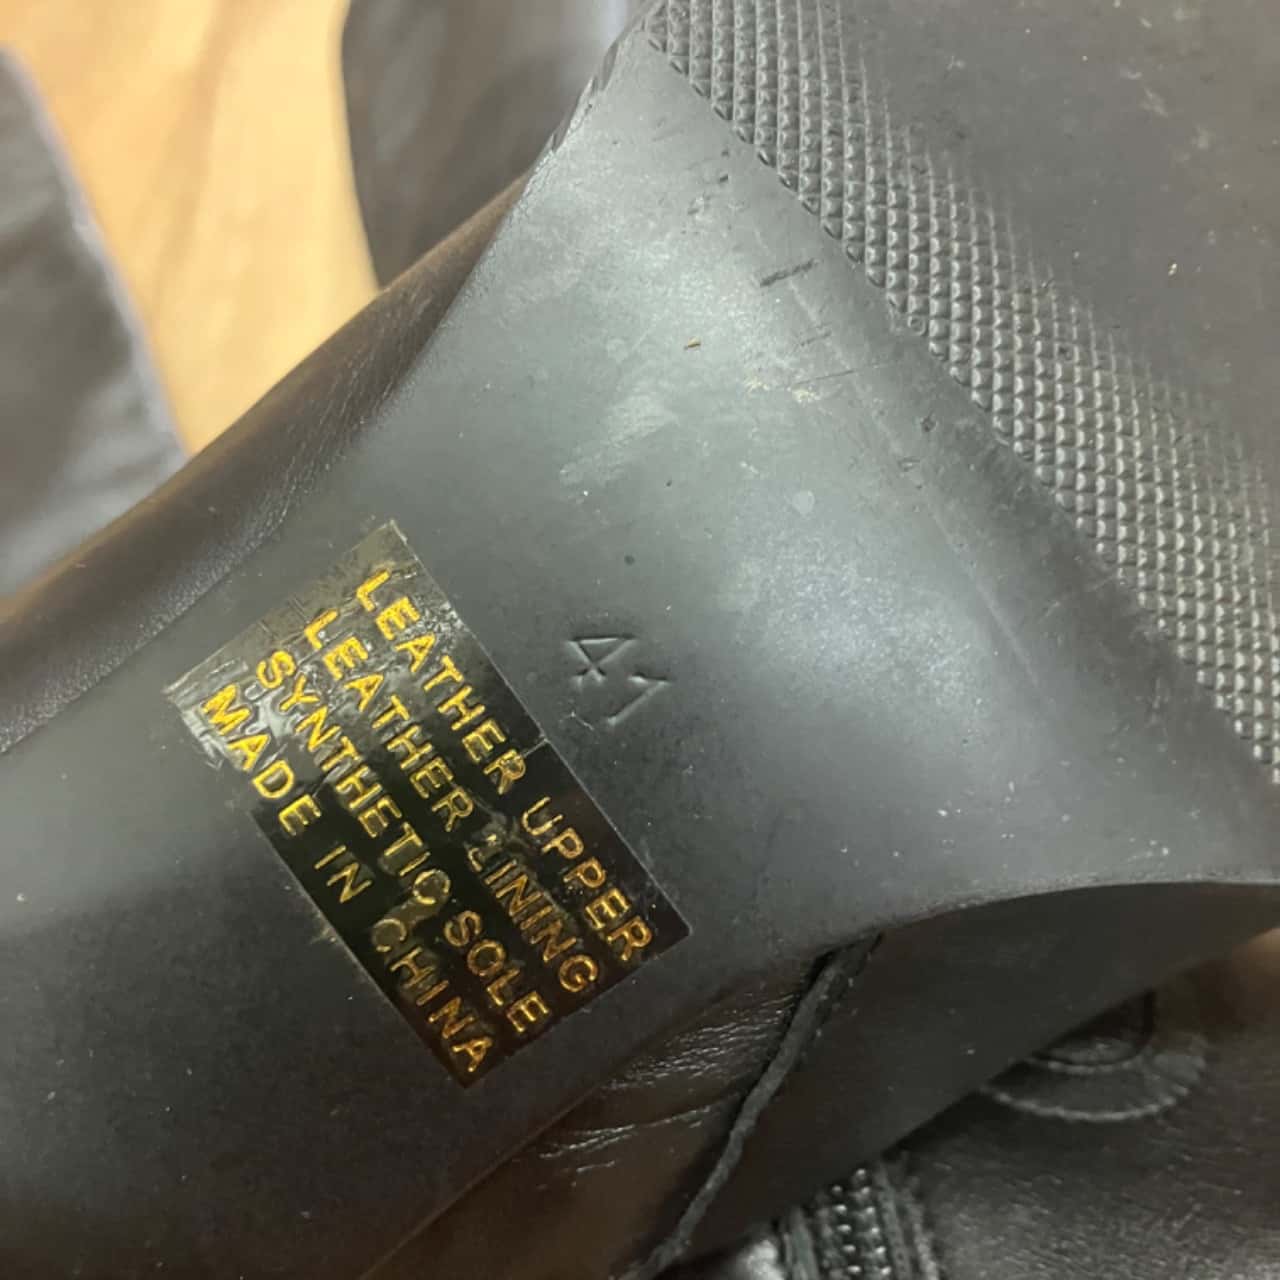 LEATHER UPPER
LEATHER LINING
SYNTHETIC SOLE
MADE IN CHINA
41